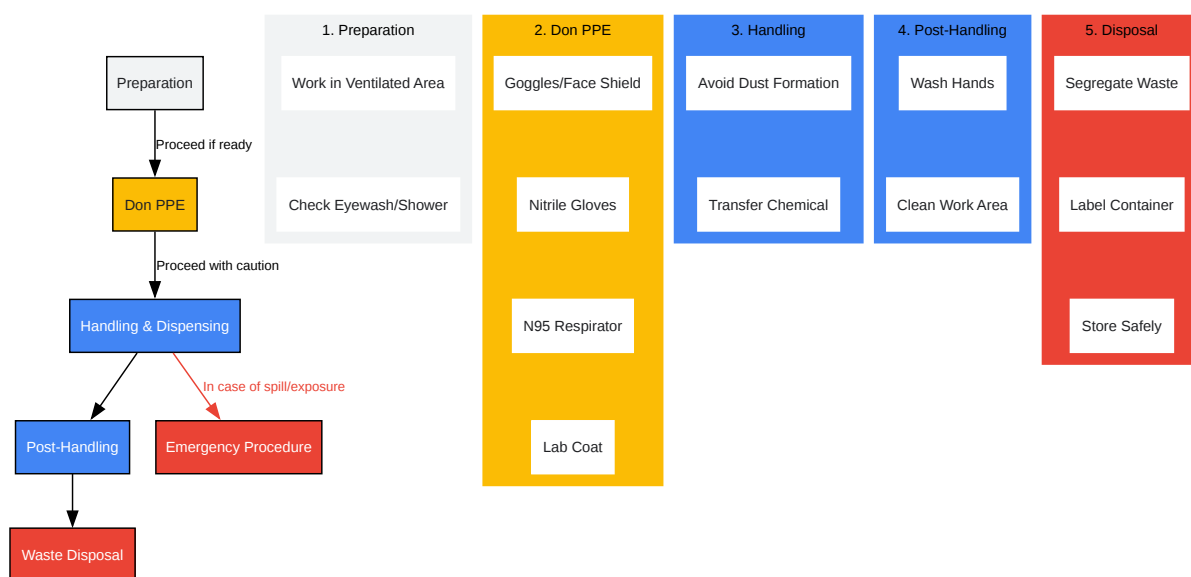 Preparation
Proceed if ready
Don PPE
Proceed with caution
Handling & Dispensing
In case of spill/exposure
Post-Handling
Emergency Procedure
Waste Disposal
1. Preparation
Work in Ventilated Area
Check Eyewash/Shower
2. Don PPE
Goggles/Face Shield
Nitrile Gloves
N95 Respirator
Lab Coat
3. Handling
Avoid Dust Formation
Transfer Chemical
4. Post-Handling
Wash Hands
Clean Work Area
5. Disposal
Segregate Waste
Label Container
Store Safely